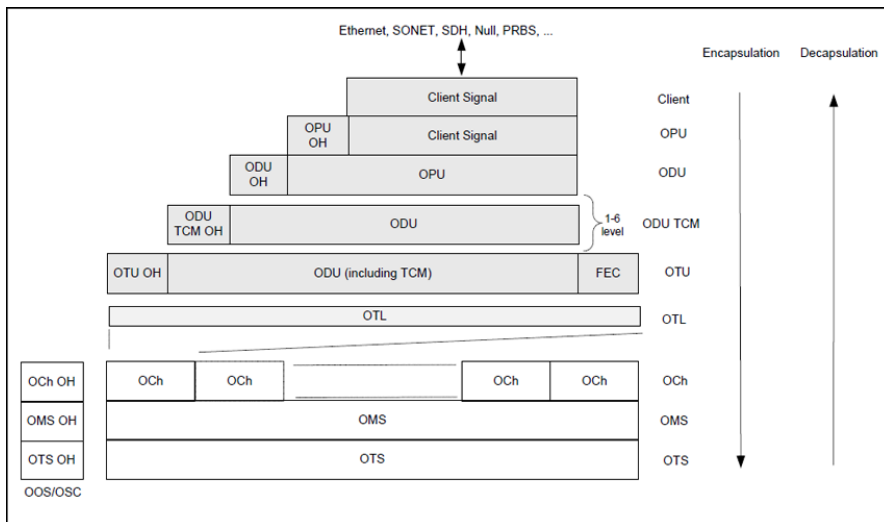 Ethernet, SONET, SDH, Null, PRBS, ...
Encapsulation
Decapsulation
Client Signal
Client
OPU
OH
Client Signal
OPU
ODU
OH
OPU
ODU
ODU
TCM OH
ODU
1-6
level
ODU TCM
OTU OH
ODU (including TCM)
FEC
OTU
OTL
OTL
OCh OH
OCh
OCh
OCh
OCh
OCh
OMS OH
OMS
OMS
OTS OH
OTS
OTS
OOS/OSC